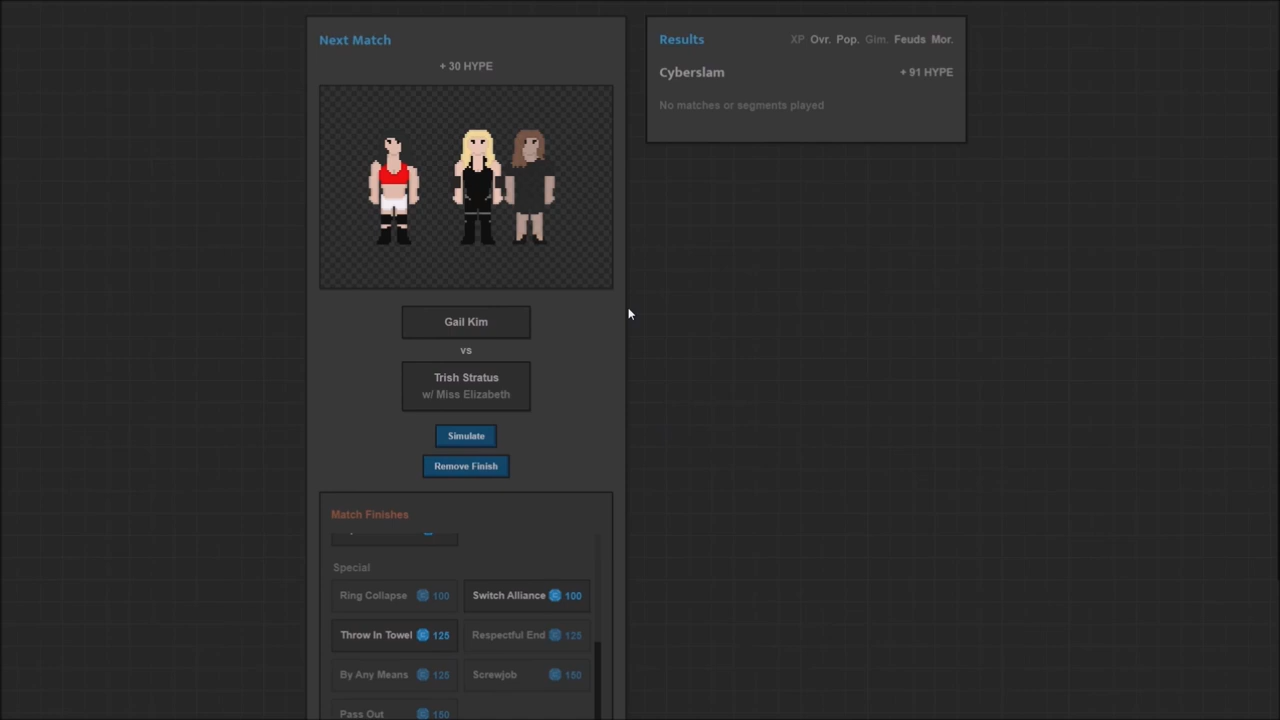 Next Match
+ 30 HYPE
Gail Kim
vs
Trish Stratus
w/ Miss Elizabeth
Simulate
Remove Finish
Match Finishes
Special
Ring Collapse 100
Switch Alliance 100
Throw In Towel 125
Respectful End 125
By Any Means 125
Screwjob 150
Pass Out 150
Results
XP Ovr. Pop. Gim. Feuds Mor.
Cyberslam + 91 HYPE
No matches or segments played